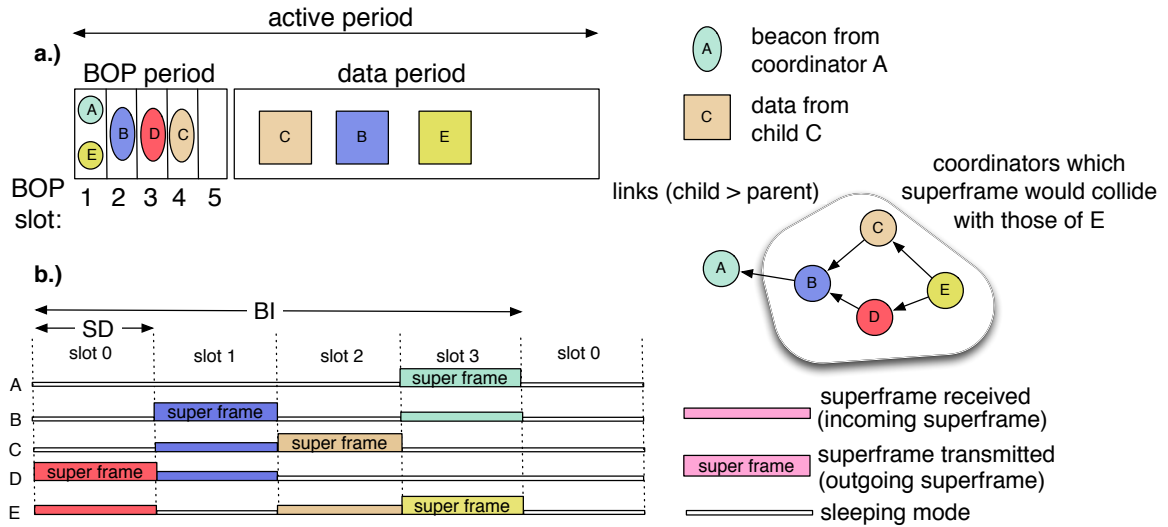 active period
a.)
BOP period
data period
A
E
B
D
C
C
B
E
BOP
slot:
1 2 3 4 5
A
beacon from
coordinator A
C
data from
child C
links (child > parent)
coordinators which
superframe would collide
with those of E
A
B
C
D
E
b.)
BI
SD
slot 0 slot 1 slot 2 slot 3 slot 0
A
super frame
B
super frame
C
super frame
D
super frame
E
super frame
superframe received
(incoming superframe)
super frame
superframe transmitted
(outgoing superframe)
sleeping mode